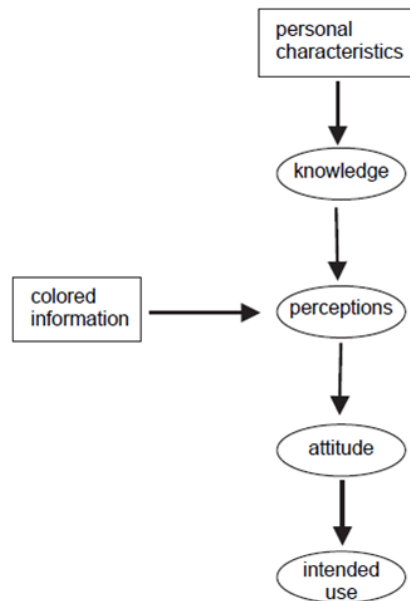 personal
characteristics
knowledge
colored
information
perceptions
attitude
intended
use